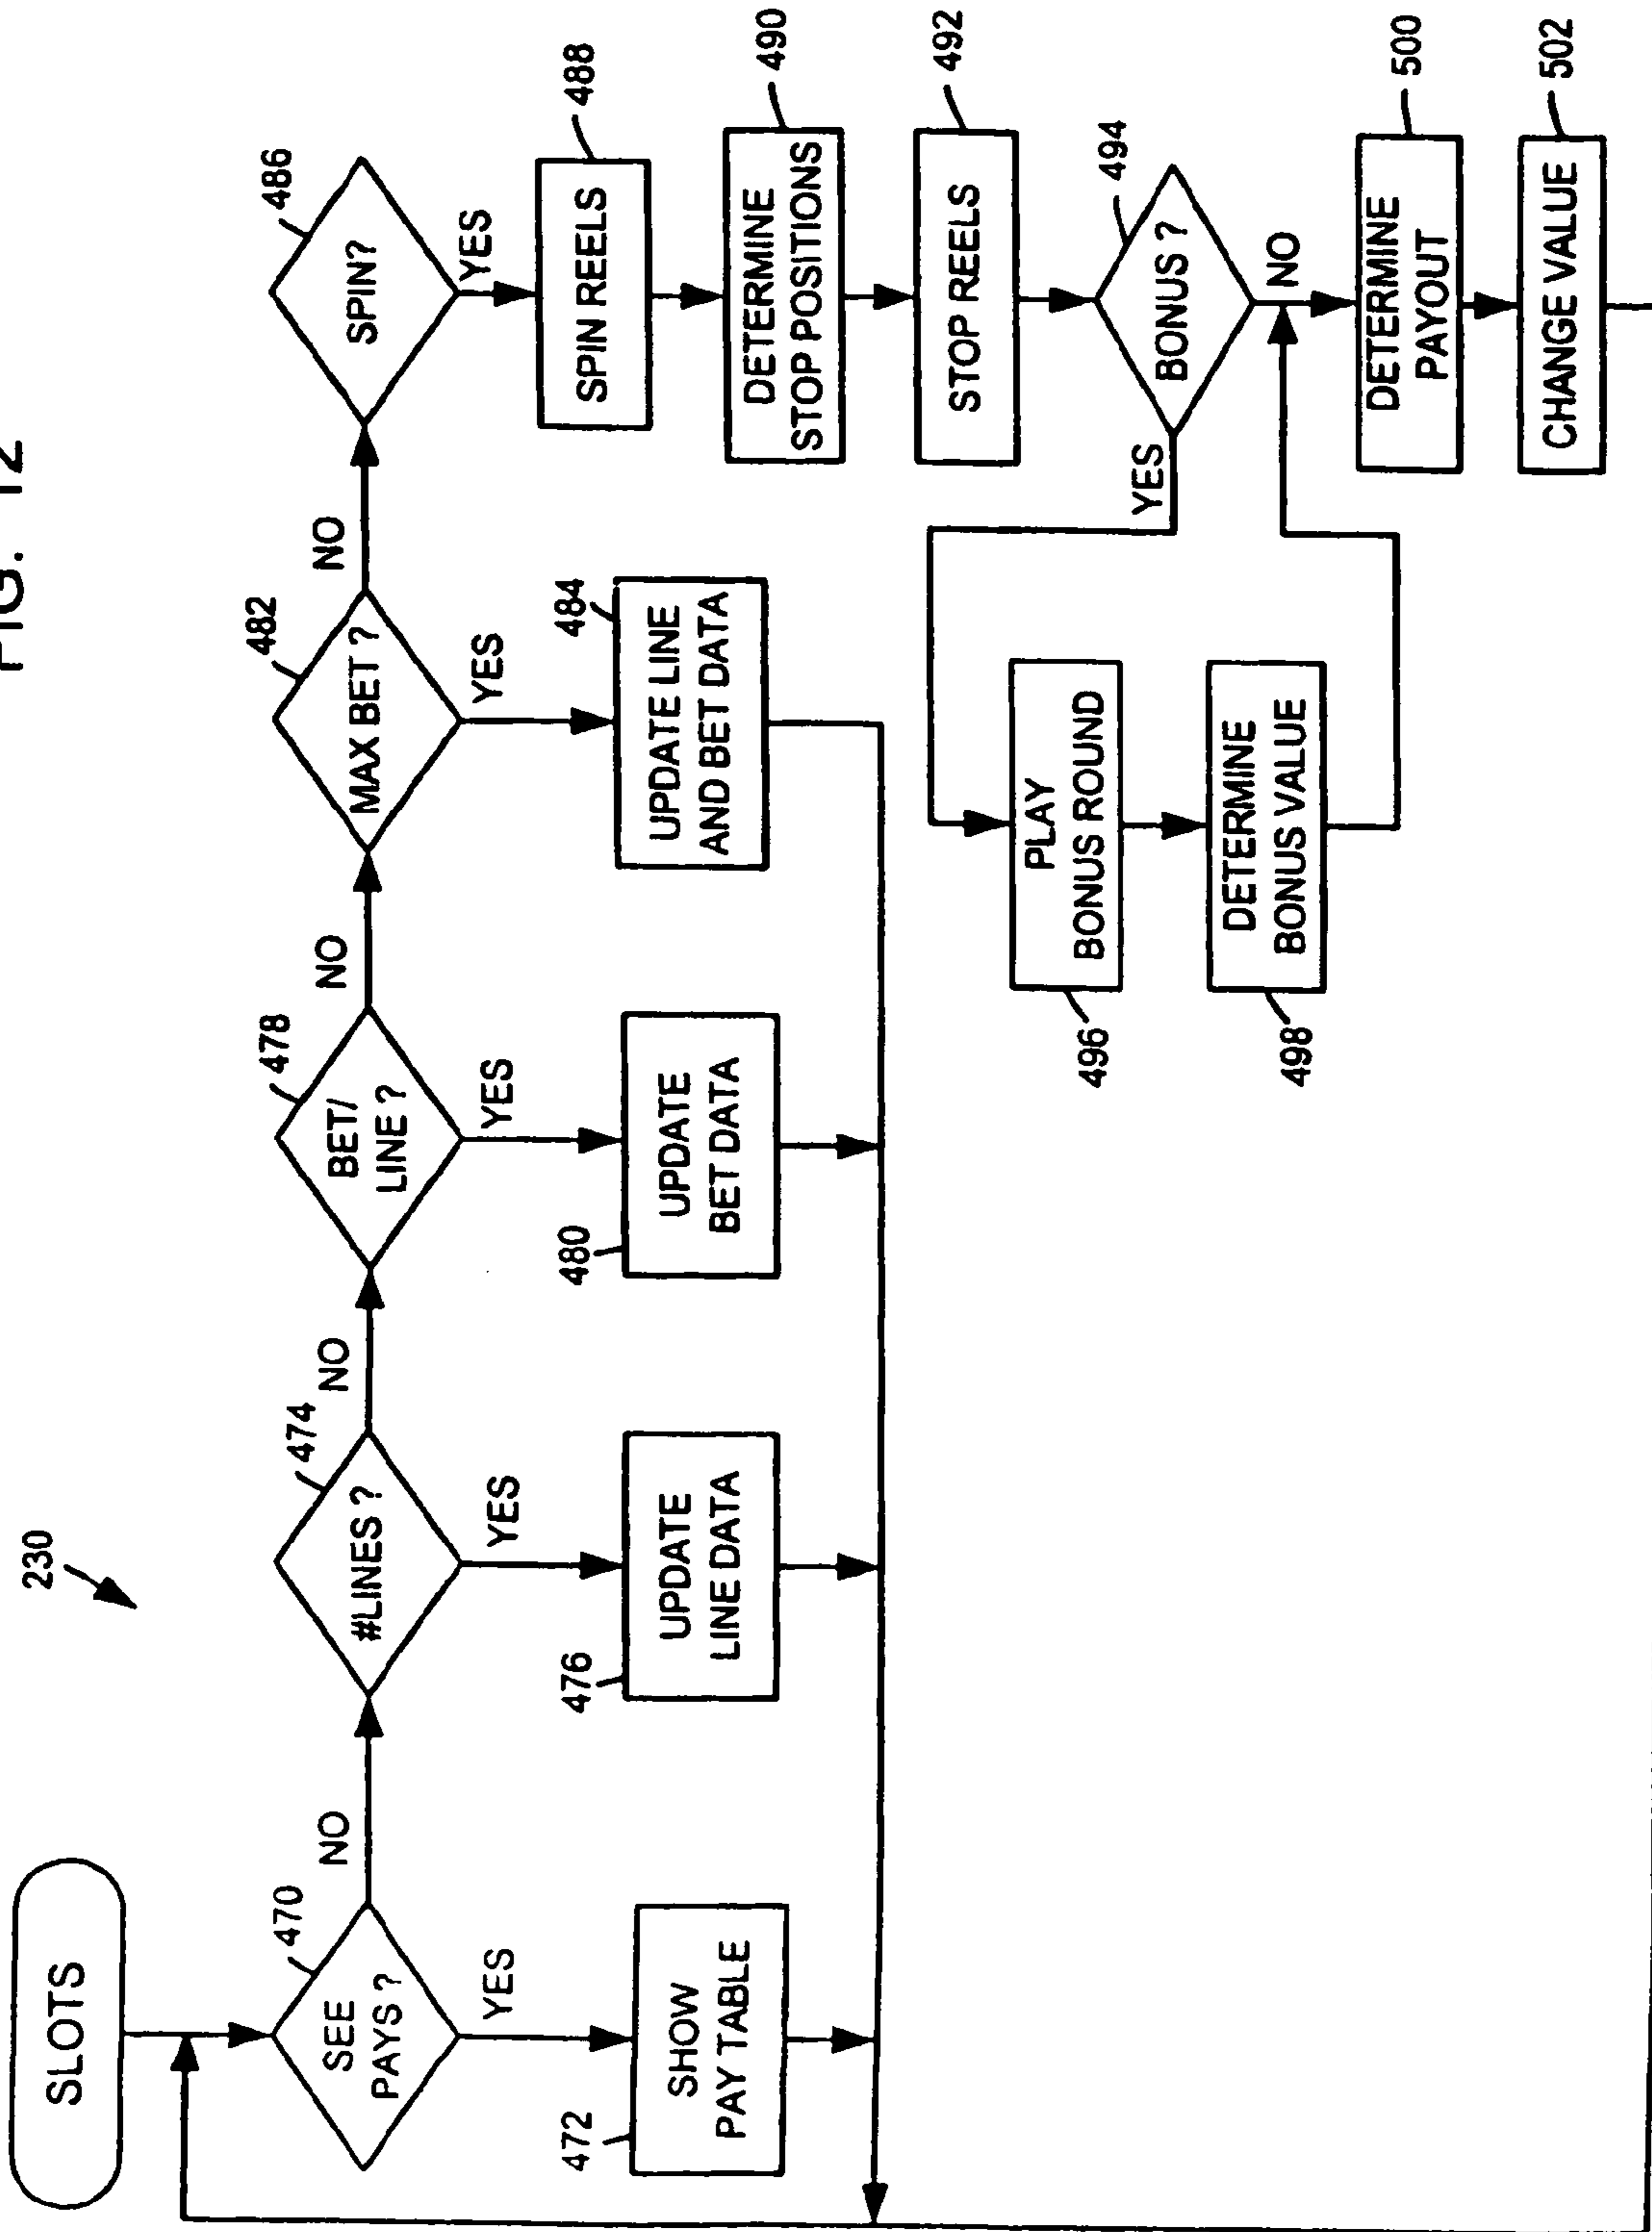 FIG. 12
230
SLOTS
470
SEE
PAYS ?
NO
YES
472
SHOW
PAY TABLE
474
#LINES ?
NO
YES
476
UPDATE
LINE DATA
478
BET/
LINE ?
NO
YES
480
UPDATE
BET DATA
482
MAX BET ?
NO
YES
484
UPDATE LINE
AND BET DATA
486
SPIN?
YES
488
SPIN REELS
490
DETERMINE
STOP POSITIONS
492
STOP REELS
494
BONUS ?
YES
NO
496
PLAY
BONUS ROUND
498
DETERMINE
BONUS VALUE
500
DETERMINE
PAYOUT
502
CHANGE VALUE